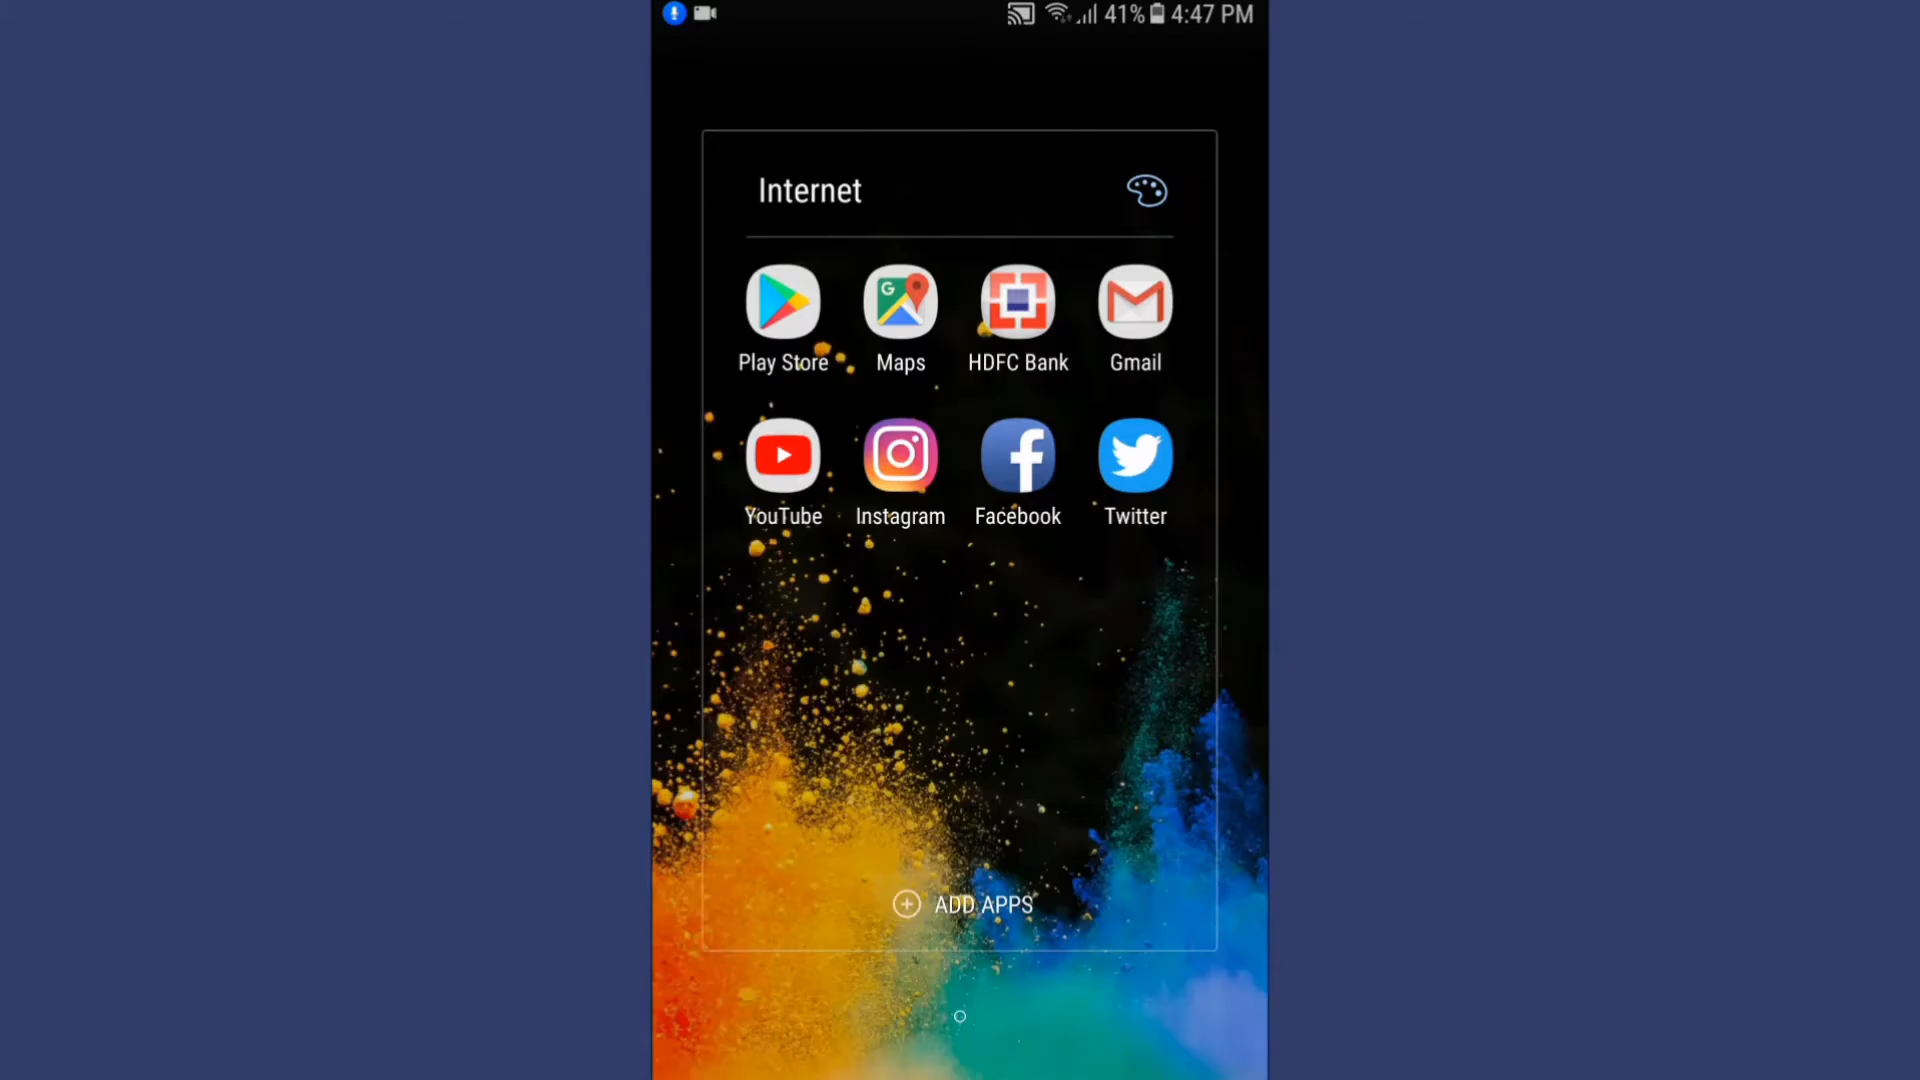 41% 4:47 PM
Internet
Play Store Maps HDFC Bank Gmail
YouTube Instagram Facebook Twitter
ADD APPS